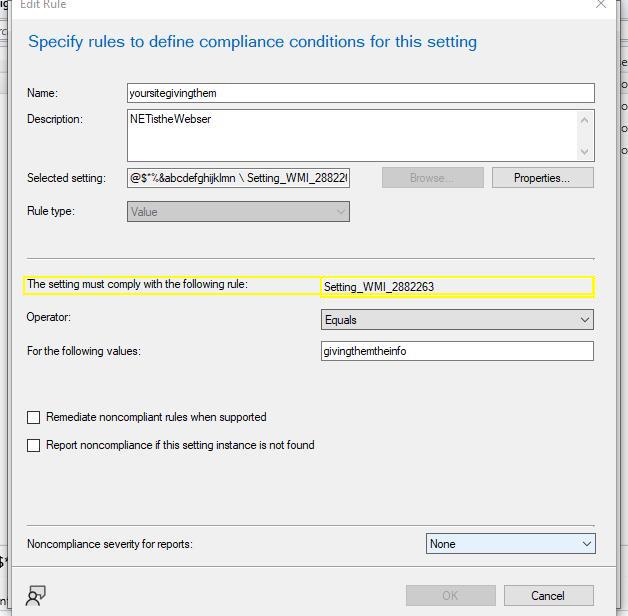 Edit Rule
Specify rules to define compliance conditions for this setting
Name:
yoursitegivingthem
Description:
NETistheWebser
Selected setting:
@$*%&abcdefghijklmn \ Setting_WMI_28822
Browse...
Properties...
Rule type:
Value
The setting must comply with the following rule:
Setting_WMI_2882263
Operator:
Equals
For the following values:
givingthemtheinfo
Remediate noncompliant rules when supported
Report noncompliance if this setting instance is not found
Noncompliance severity for reports:
None
OK
Cancel